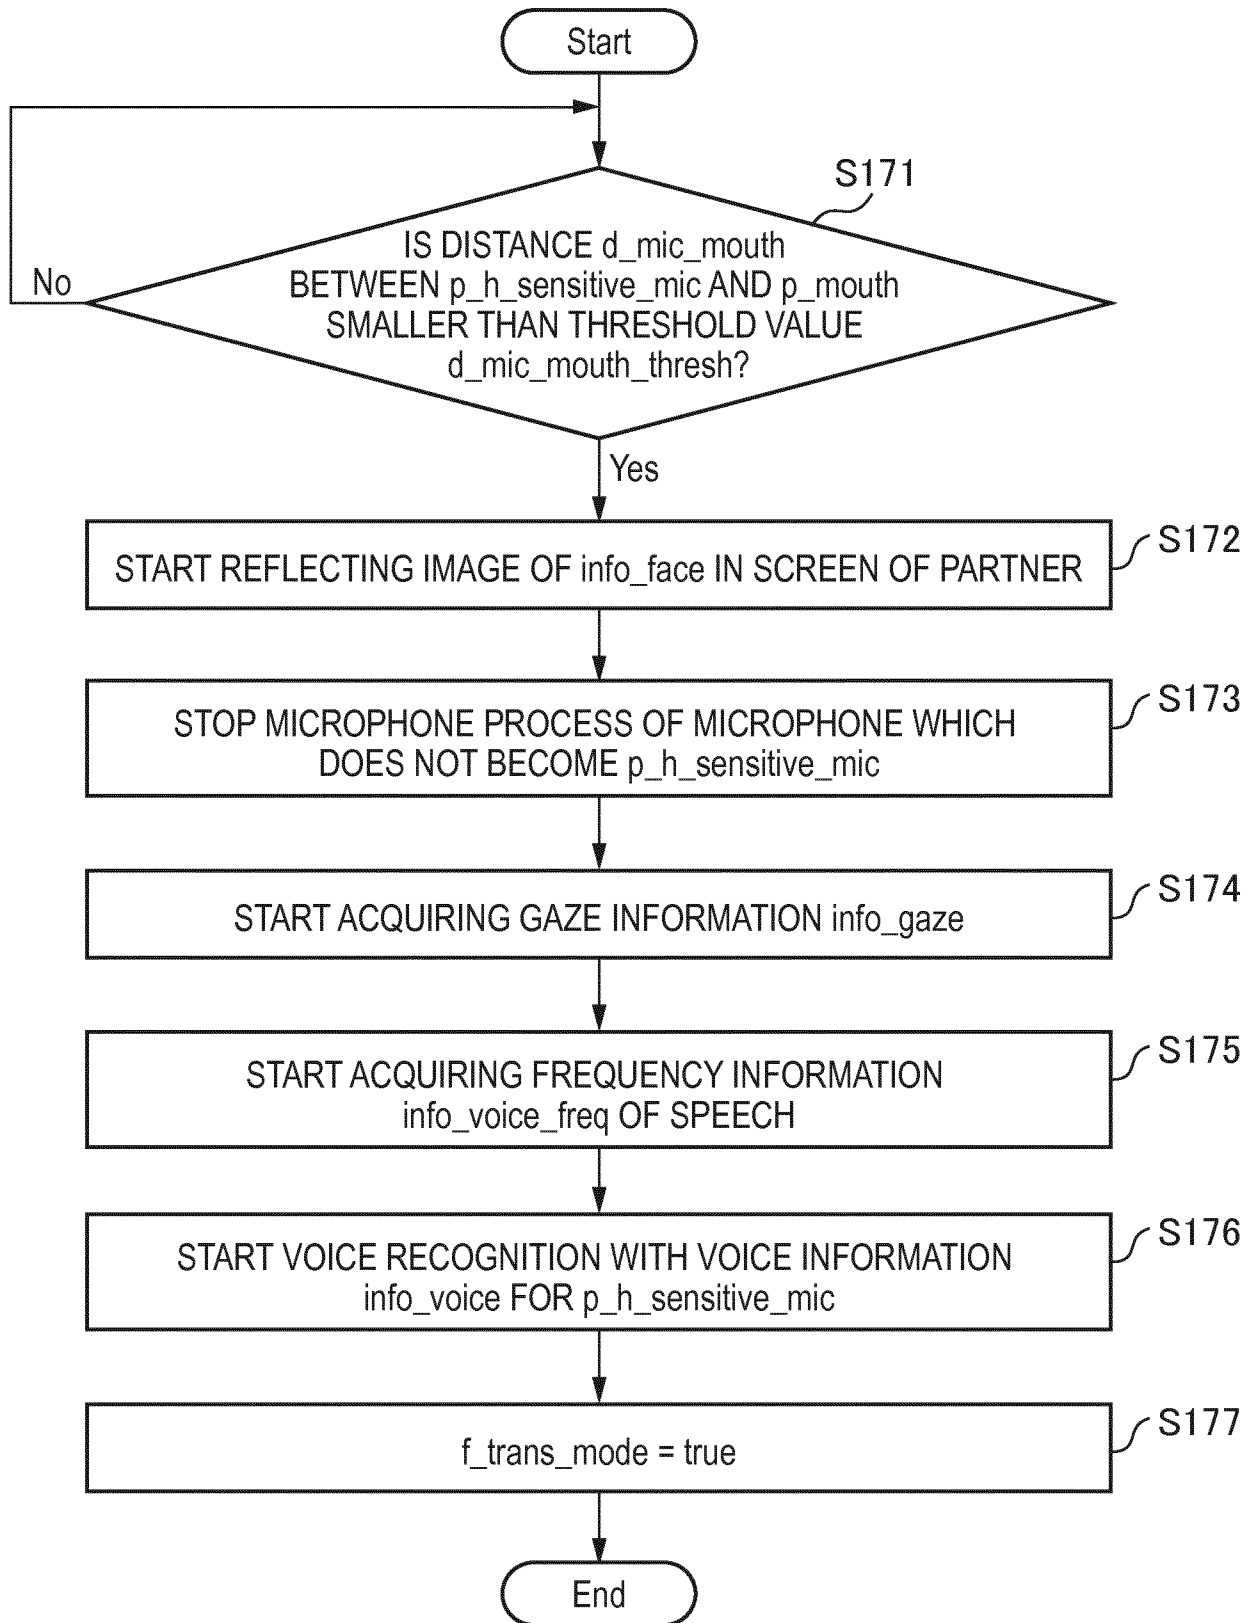 Start
S171
IS DISTANCE d_mic_mouth
BETWEEN p_h_sensitive_mic AND p_mouth
SMALLER THAN THRESHOLD VALUE
d_mic_mouth_thresh?
No
Yes
S172
START REFLECTING IMAGE OF info_face IN SCREEN OF PARTNER
S173
STOP MICROPHONE PROCESS OF MICROPHONE WHICH
DOES NOT BECOME p_h_sensitive_mic
S174
START ACQUIRING GAZE INFORMATION info_gaze
S175
START ACQUIRING FREQUENCY INFORMATION
info_voice_freq OF SPEECH
S176
START VOICE RECOGNITION WITH VOICE INFORMATION
info_voice FOR p_h_sensitive_mic
S177
f_trans_mode = true
End